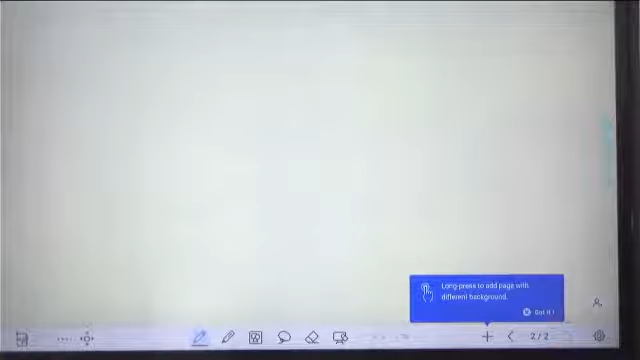 Long-press to add page with
different background.
Got it !
2/2